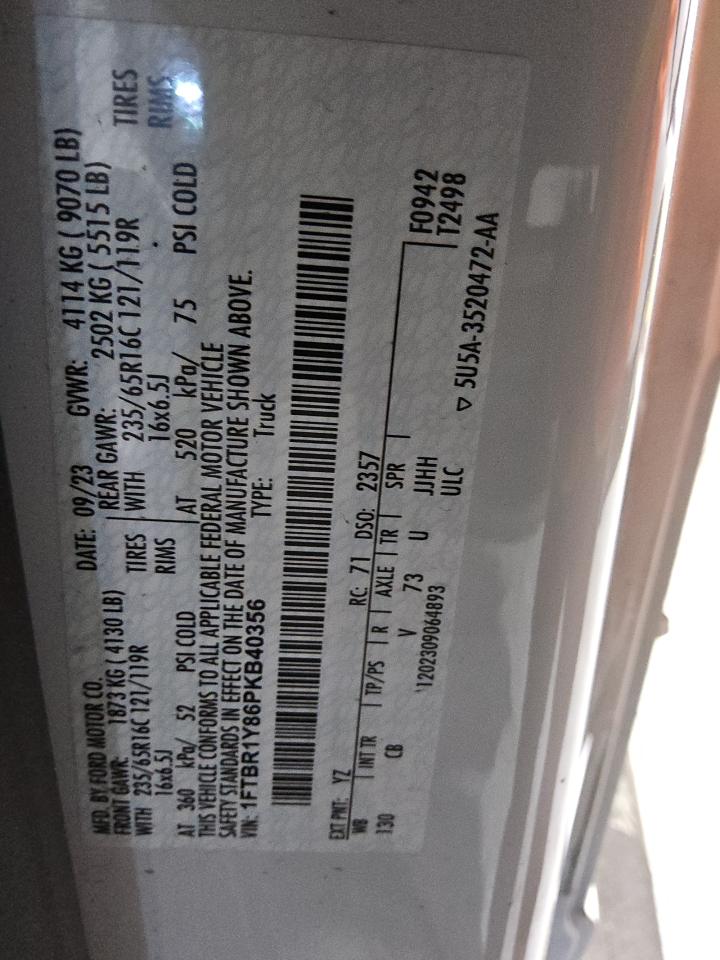 MFD. BY FORD MOTOR CO. DATE: 09/23 GVWR: 4114 KG ( 9070 LB)
FRONT GAWR: 1873 KG ( 4130 LB) REAR GAWR: 2502 KG ( 5515 LB)
WITH 235/65R16C 121/119R TIRES WITH 235/65R16C 121/119R TIRES
16x6.5J RIMS 16x6.5J RIMS
AT 360 kPa/ 52 PSI COLD AT 520 kPa/ 75 PSI COLD
THIS VEHICLE CONFORMS TO ALL APPLICABLE FEDERAL MOTOR VEHICLE
SAFETY STANDARDS IN EFFECT ON THE DATE OF MANUFACTURE SHOWN ABOVE.
VIN: 1FTBR1Y86PKB40356 TYPE: Truck
EXT PNT: YZ RC: 71 DSO: 2357
WB INT TR TP/PS R AXLE TR SPR F0942
130 CB V 73 U JJHH T2498
1202309064893 ULC
▽ 5U5A-3520472-AA